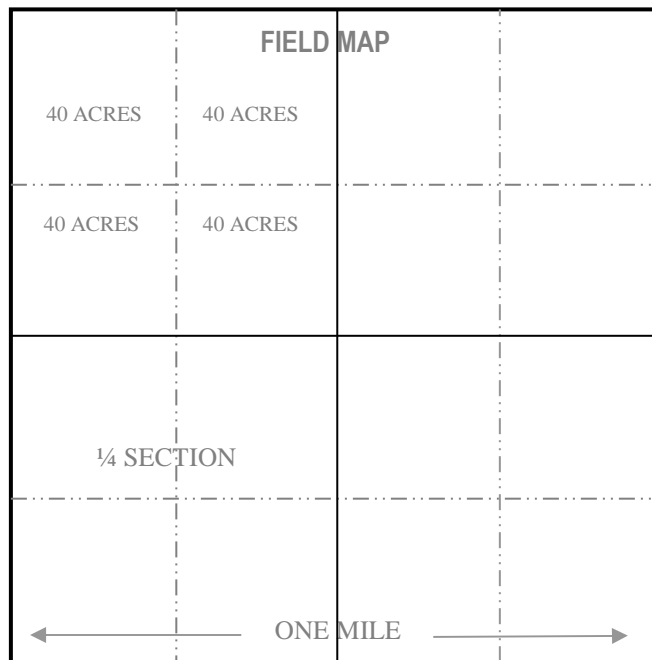 FIELD MAP
40 ACRES 40 ACRES
40 ACRES 40 ACRES
¼ SECTION
ONE MILE